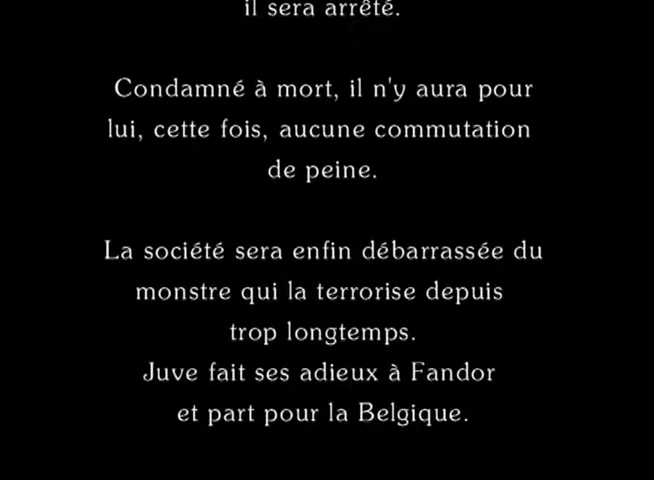 il sera arrêté.
Condamné à mort, il n'y aura pour
lui, cette fois, aucune commutation
de peine.
La société sera enfin débarrassée du
monstre qui la terrorise depuis
trop longtemps.
Juve fait ses adieux à Fandor
et part pour la Belgique.